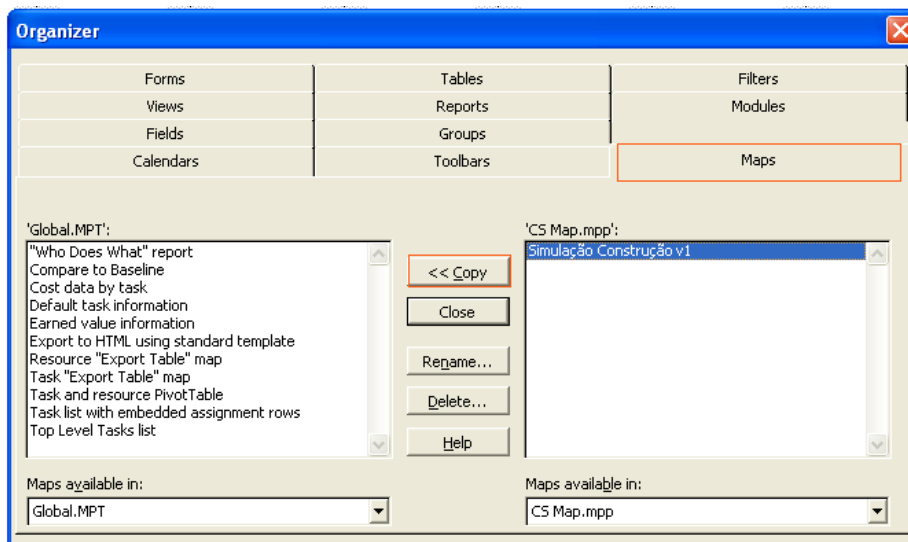 Organizer
Forms Tables Filters
Views Reports Modules
Fields Groups
Calendars Toolbars Maps
'Global.MPT': 'CS Map.mpp':
"Who Does What" report
Compare to Baseline
Cost data by task
Default task information
Earned value information
Export to HTML using standard template
Resource "Export Table" map
Task "Export Table" map
Task and resource PivotTable
Task list with embedded assignment rows
Top Level Tasks list
<< Copy
Close
Rename...
Delete...
Help
Simulação Construção v1
Maps available in: Maps available in:
Global.MPT CS Map.mpp